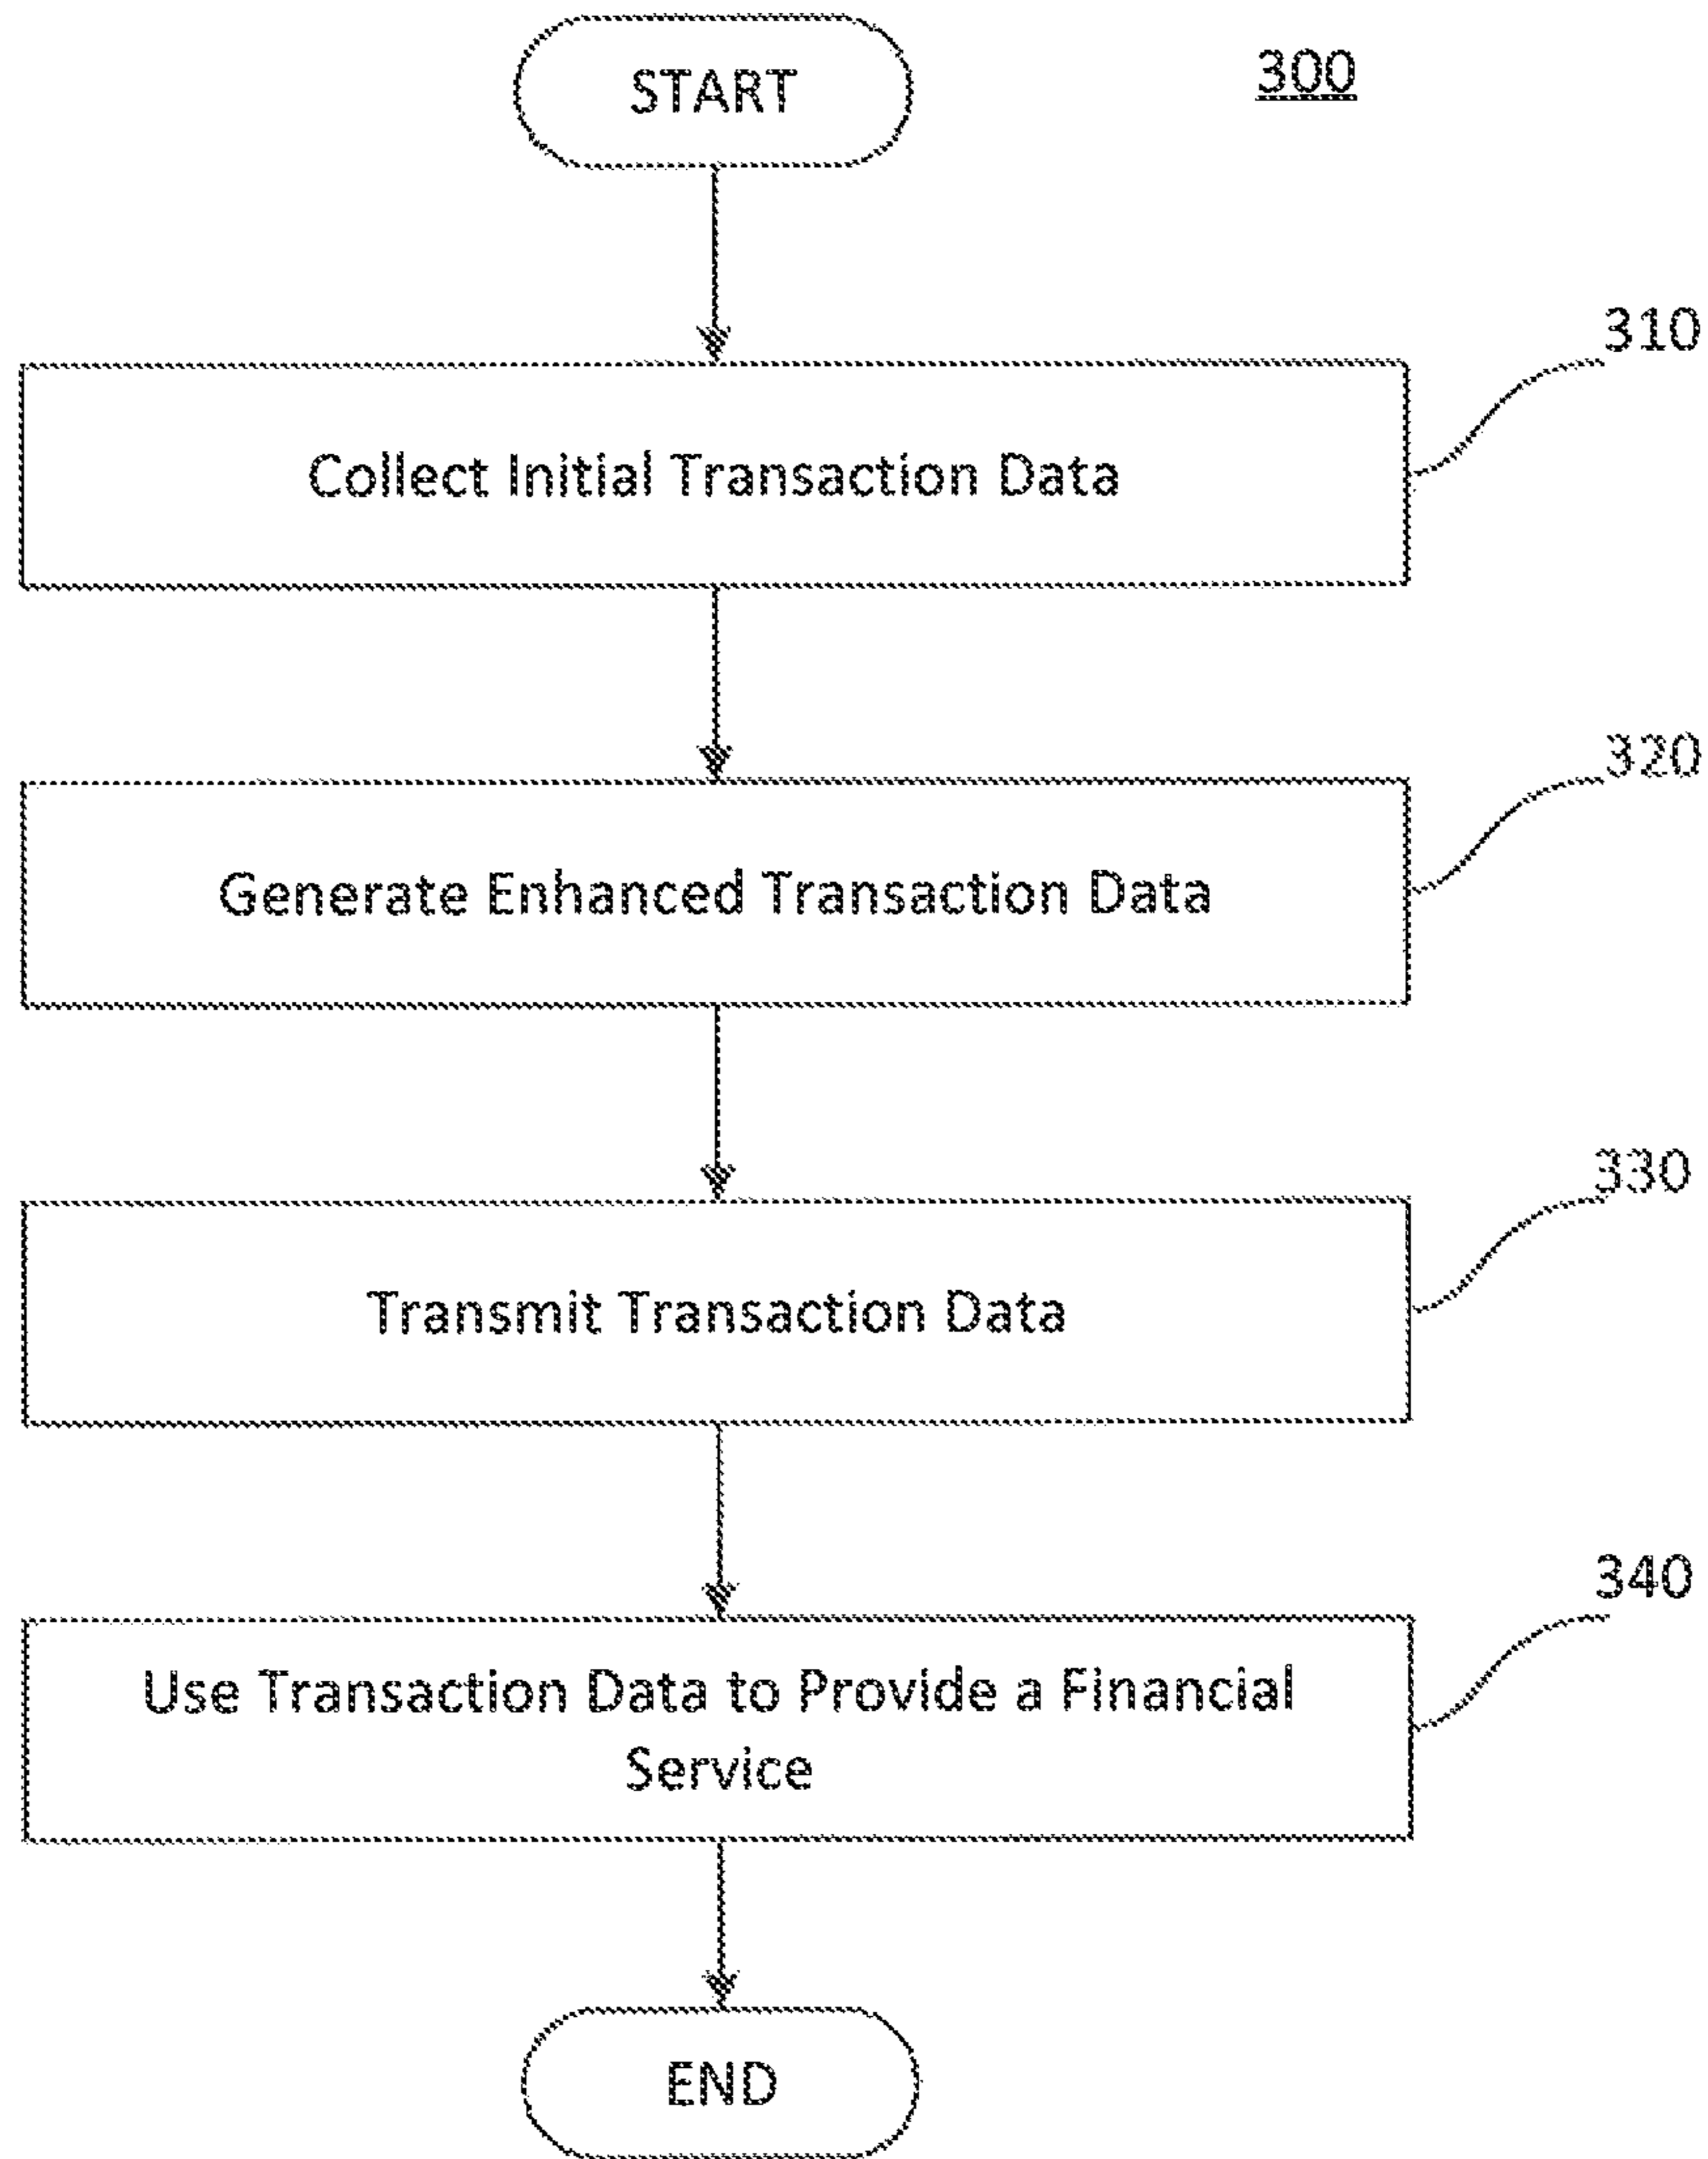 START
300
310
Collect Initial Transaction Data
320
Generate Enhanced Transaction Data
330
Transmit Transaction Data
340
Use Transaction Data to Provide a Financial
Service
END